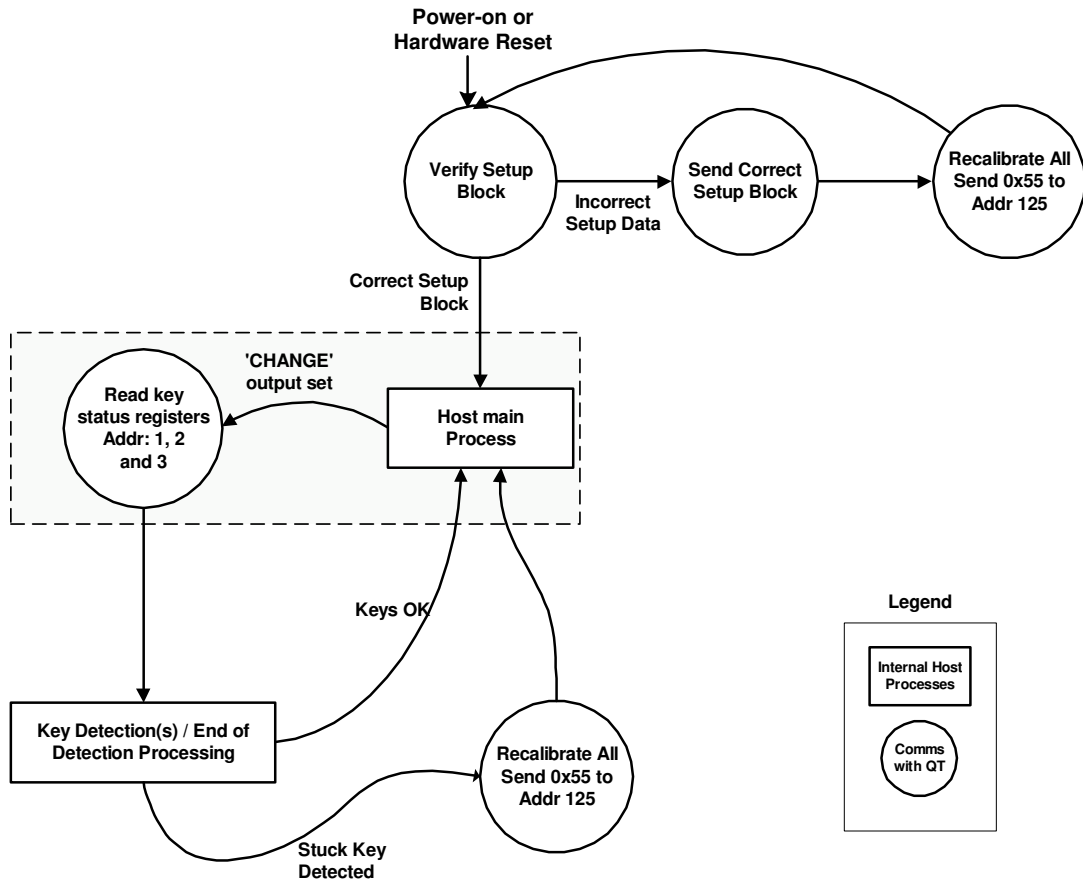 Power-on or
Hardware Reset
Verify Setup
Block
Incorrect
Setup Data
Send Correct
Setup Block
Recalibrate All
Send 0x55 to
Addr 125
Correct Setup
Block
'CHANGE'
output set
Read key
status registers
Addr: 1, 2
and 3
Host main
Process
Keys OK
Key Detection(s) / End of
Detection Processing
Stuck Key
Detected
Recalibrate All
Send 0x55 to
Addr 125
Legend
Internal Host
Processes
Comms
with QT